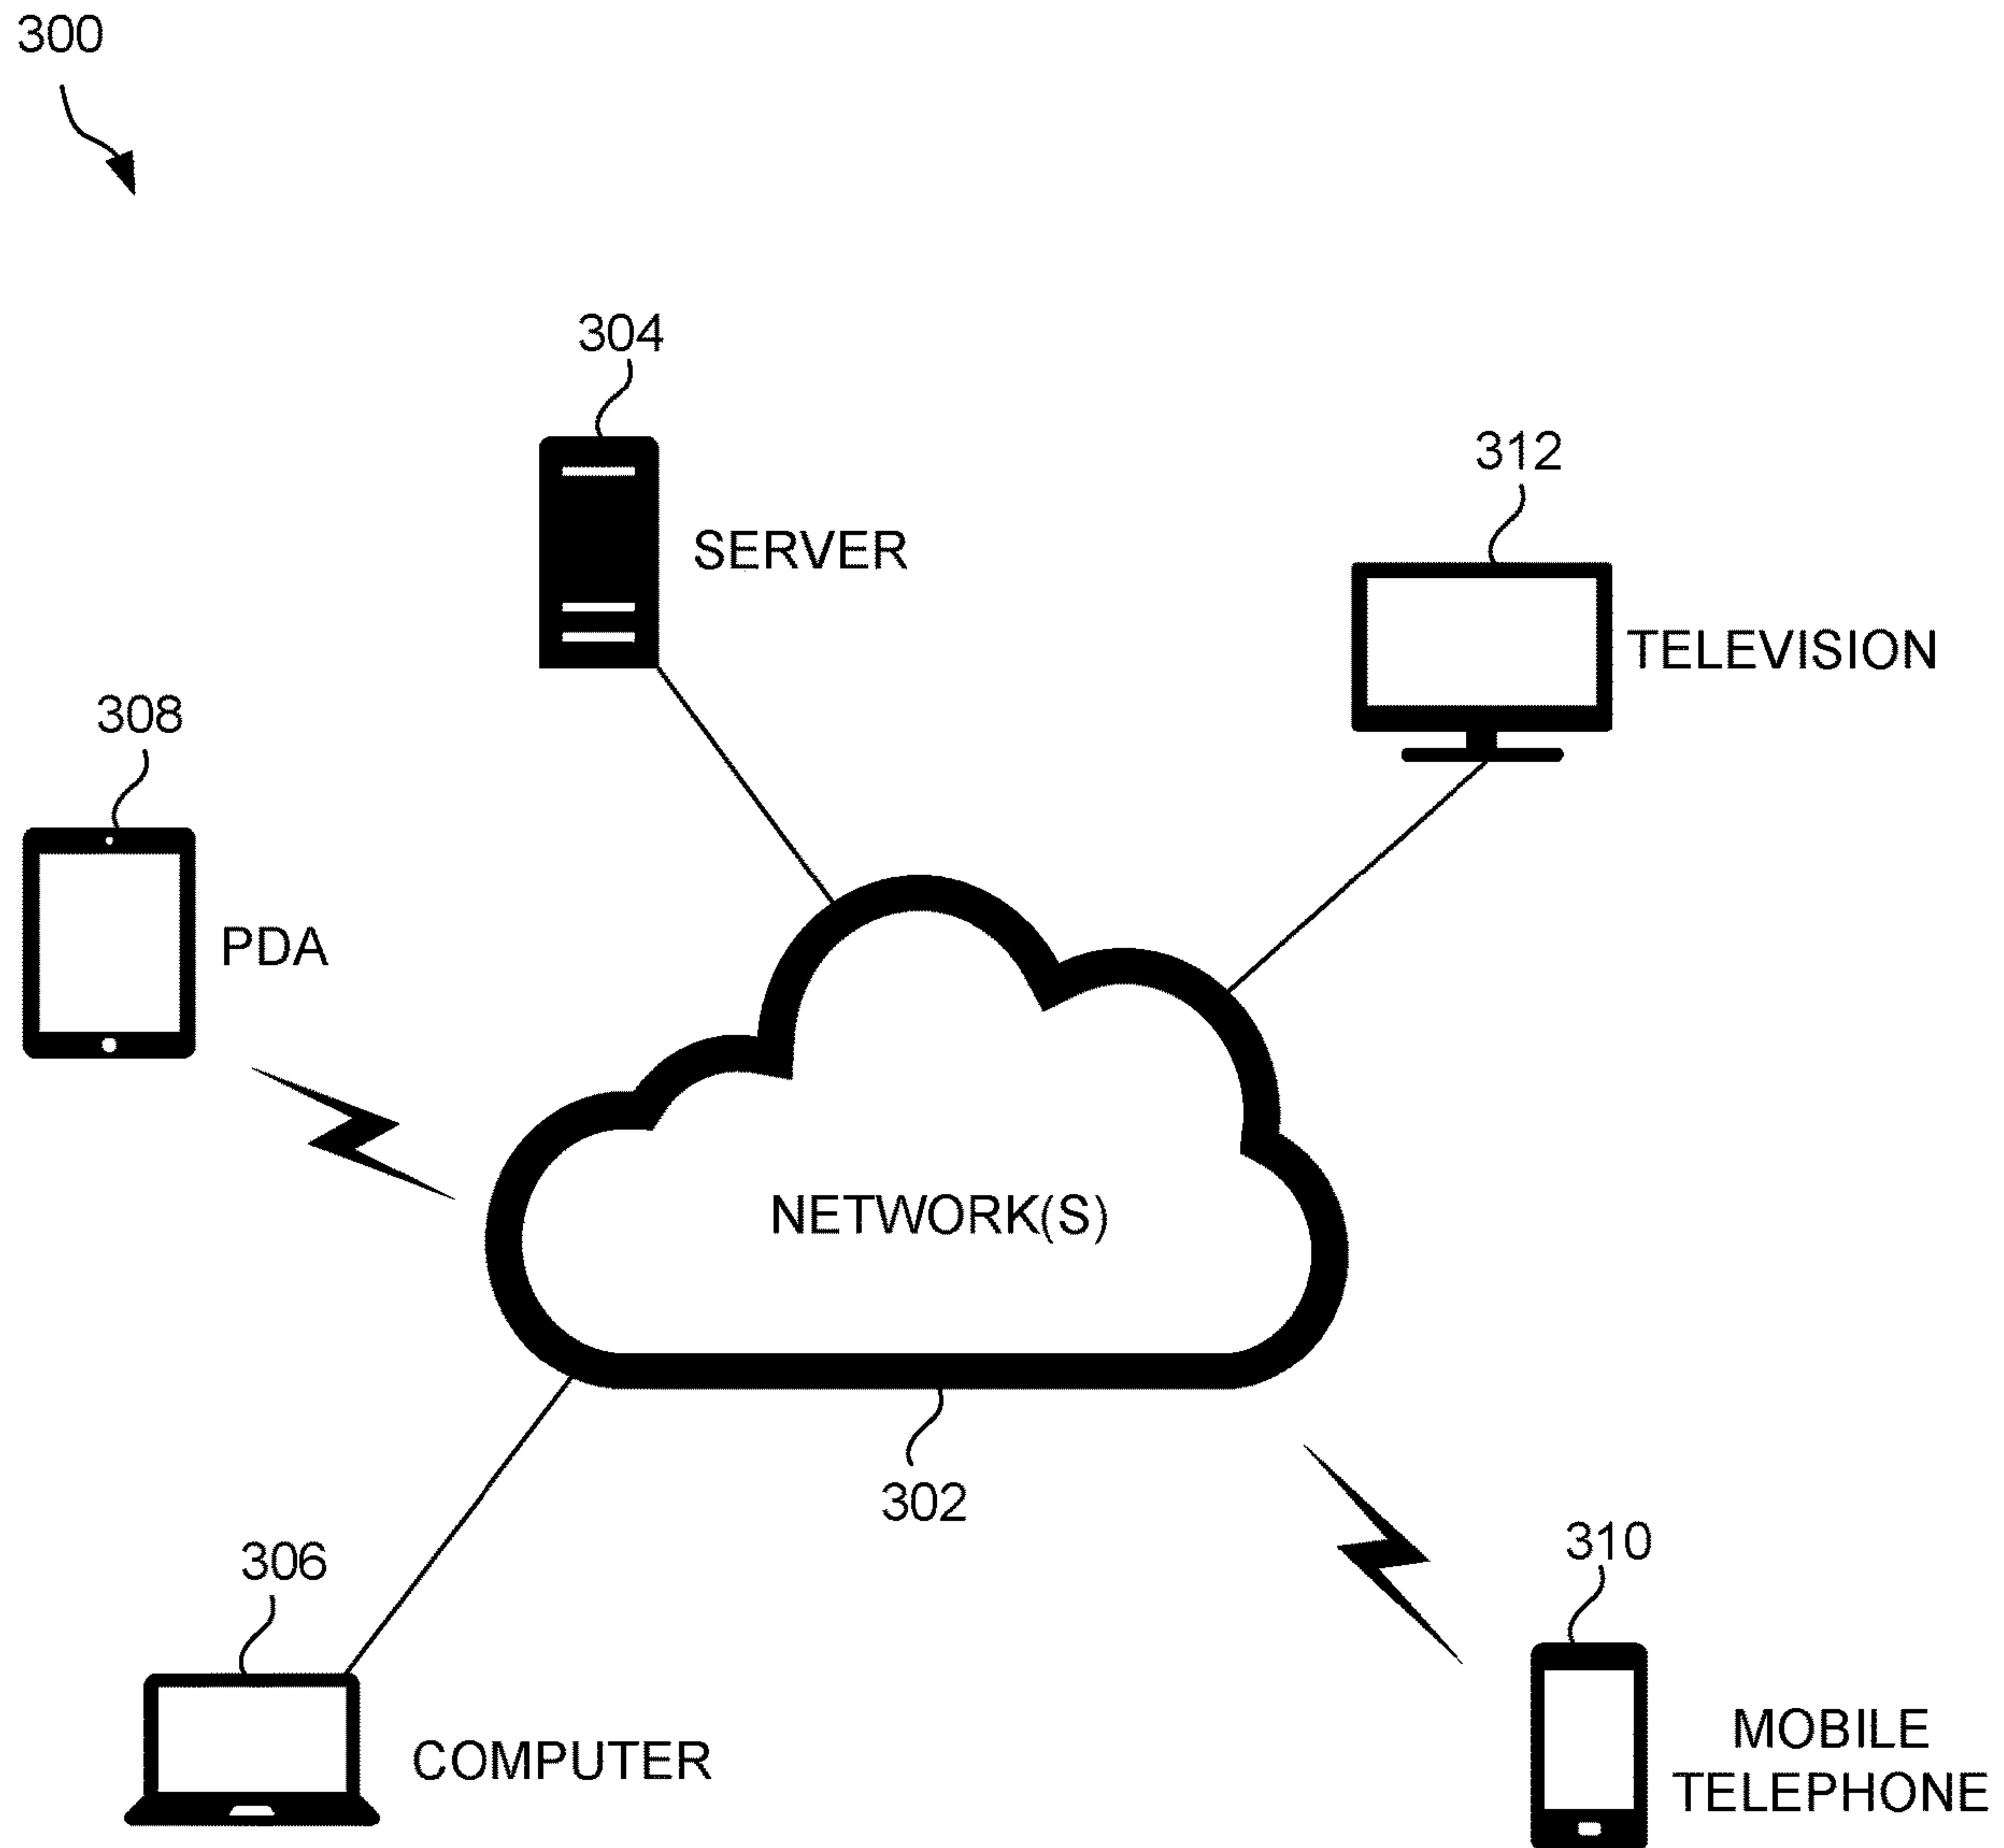 300
304
SERVER
312
TELEVISION
308
PDA
NETWORK(S)
302
306
COMPUTER
310
MOBILE
TELEPHONE